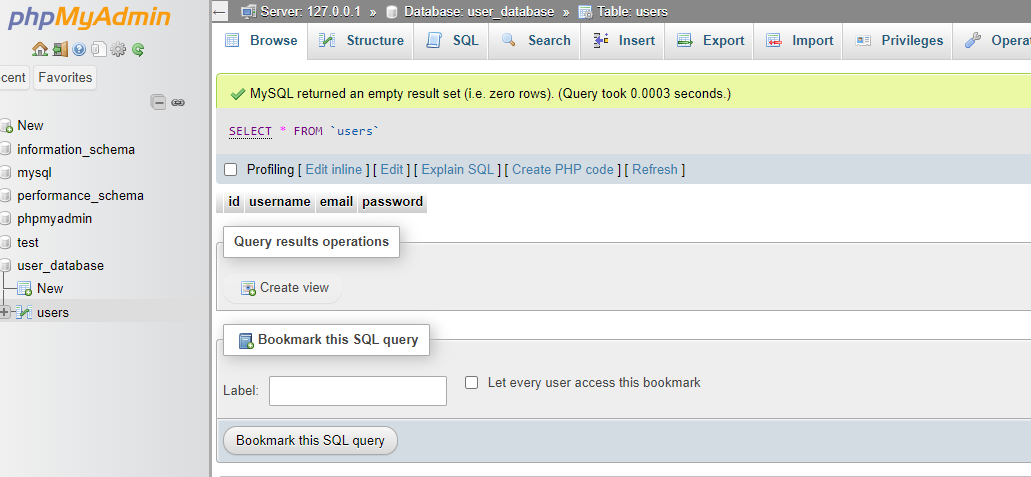 phpMyAdmin
Server: 127.0.0.1 » Database: user_database » Table: users
Browse Structure SQL Search Insert Export Import Privileges
cent Favorites
New
information_schema
mysql
performance_schema
phpmyadmin
test
user_database
New
users
MySQL returned an empty result set (i.e. zero rows). (Query took 0.0003 seconds.)
SELECT * FROM `users`
Profiling [ Edit inline ] [ Edit ] [ Explain SQL ] [ Create PHP code ] [ Refresh ]
id username email password
Query results operations
Create view
Bookmark this SQL query
Label: Let every user access this bookmark
Bookmark this SQL query